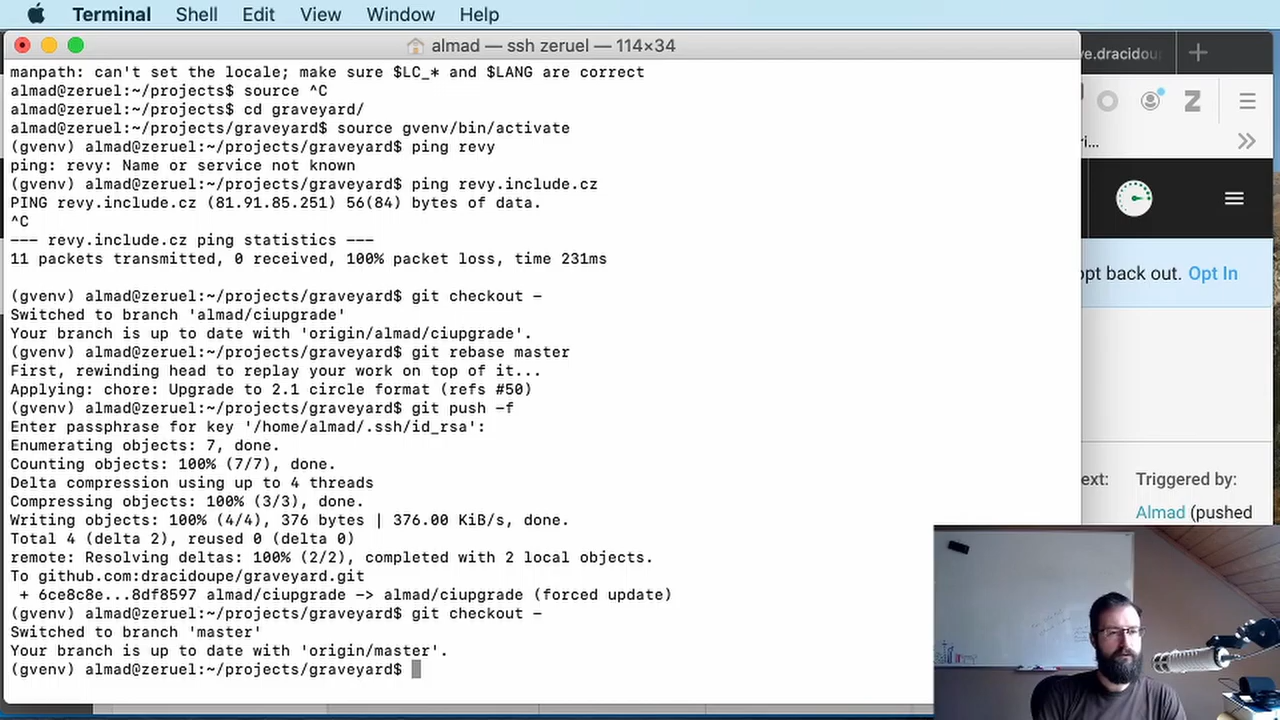 Terminal Shell Edit View Window Help
almad — ssh zeruel — 114×34
manpath: can't set the locale; make sure $LC_* and $LANG are correct
almad@zeruel:~/projects$ source ^C
almad@zeruel:~/projects$ cd graveyard/
almad@zeruel:~/projects/graveyard$ source gvenv/bin/activate
(gvenv) almad@zeruel:~/projects/graveyard$ ping revy
ping: revy: Name or service not known
(gvenv) almad@zeruel:~/projects/graveyard$ ping revy.include.cz
PING revy.include.cz (81.91.85.251) 56(84) bytes of data.
^C
--- revy.include.cz ping statistics ---
11 packets transmitted, 0 received, 100% packet loss, time 231ms
(gvenv) almad@zeruel:~/projects/graveyard$ git checkout -
Switched to branch 'almad/ciupgrade'
Your branch is up to date with 'origin/almad/ciupgrade'.
(gvenv) almad@zeruel:~/projects/graveyard$ git rebase master
First, rewinding head to replay your work on top of it...
Applying: chore: Upgrade to 2.1 circle format (refs #50)
(gvenv) almad@zeruel:~/projects/graveyard$ git push -f
Enter passphrase for key '/home/almad/.ssh/id_rsa':
Enumerating objects: 7, done.
Counting objects: 100% (7/7), done.
Delta compression using up to 4 threads
Compressing objects: 100% (3/3), done.
Writing objects: 100% (4/4), 376 bytes | 376.00 KiB/s, done.
Total 4 (delta 2), reused 0 (delta 0)
remote: Resolving deltas: 100% (2/2), completed with 2 local objects.
To github.com:dracidoupe/graveyard.git
+ 6ce8c8e...8df8597 almad/ciupgrade -> almad/ciupgrade (forced update)
(gvenv) almad@zeruel:~/projects/graveyard$ git checkout -
Switched to branch 'master'
Your branch is up to date with 'origin/master'.
(gvenv) almad@zeruel:~/projects/graveyard$
ve.dracidou
Z
ri...
opt back out. Opt In
ext: Triggered by:
Almad (pushed